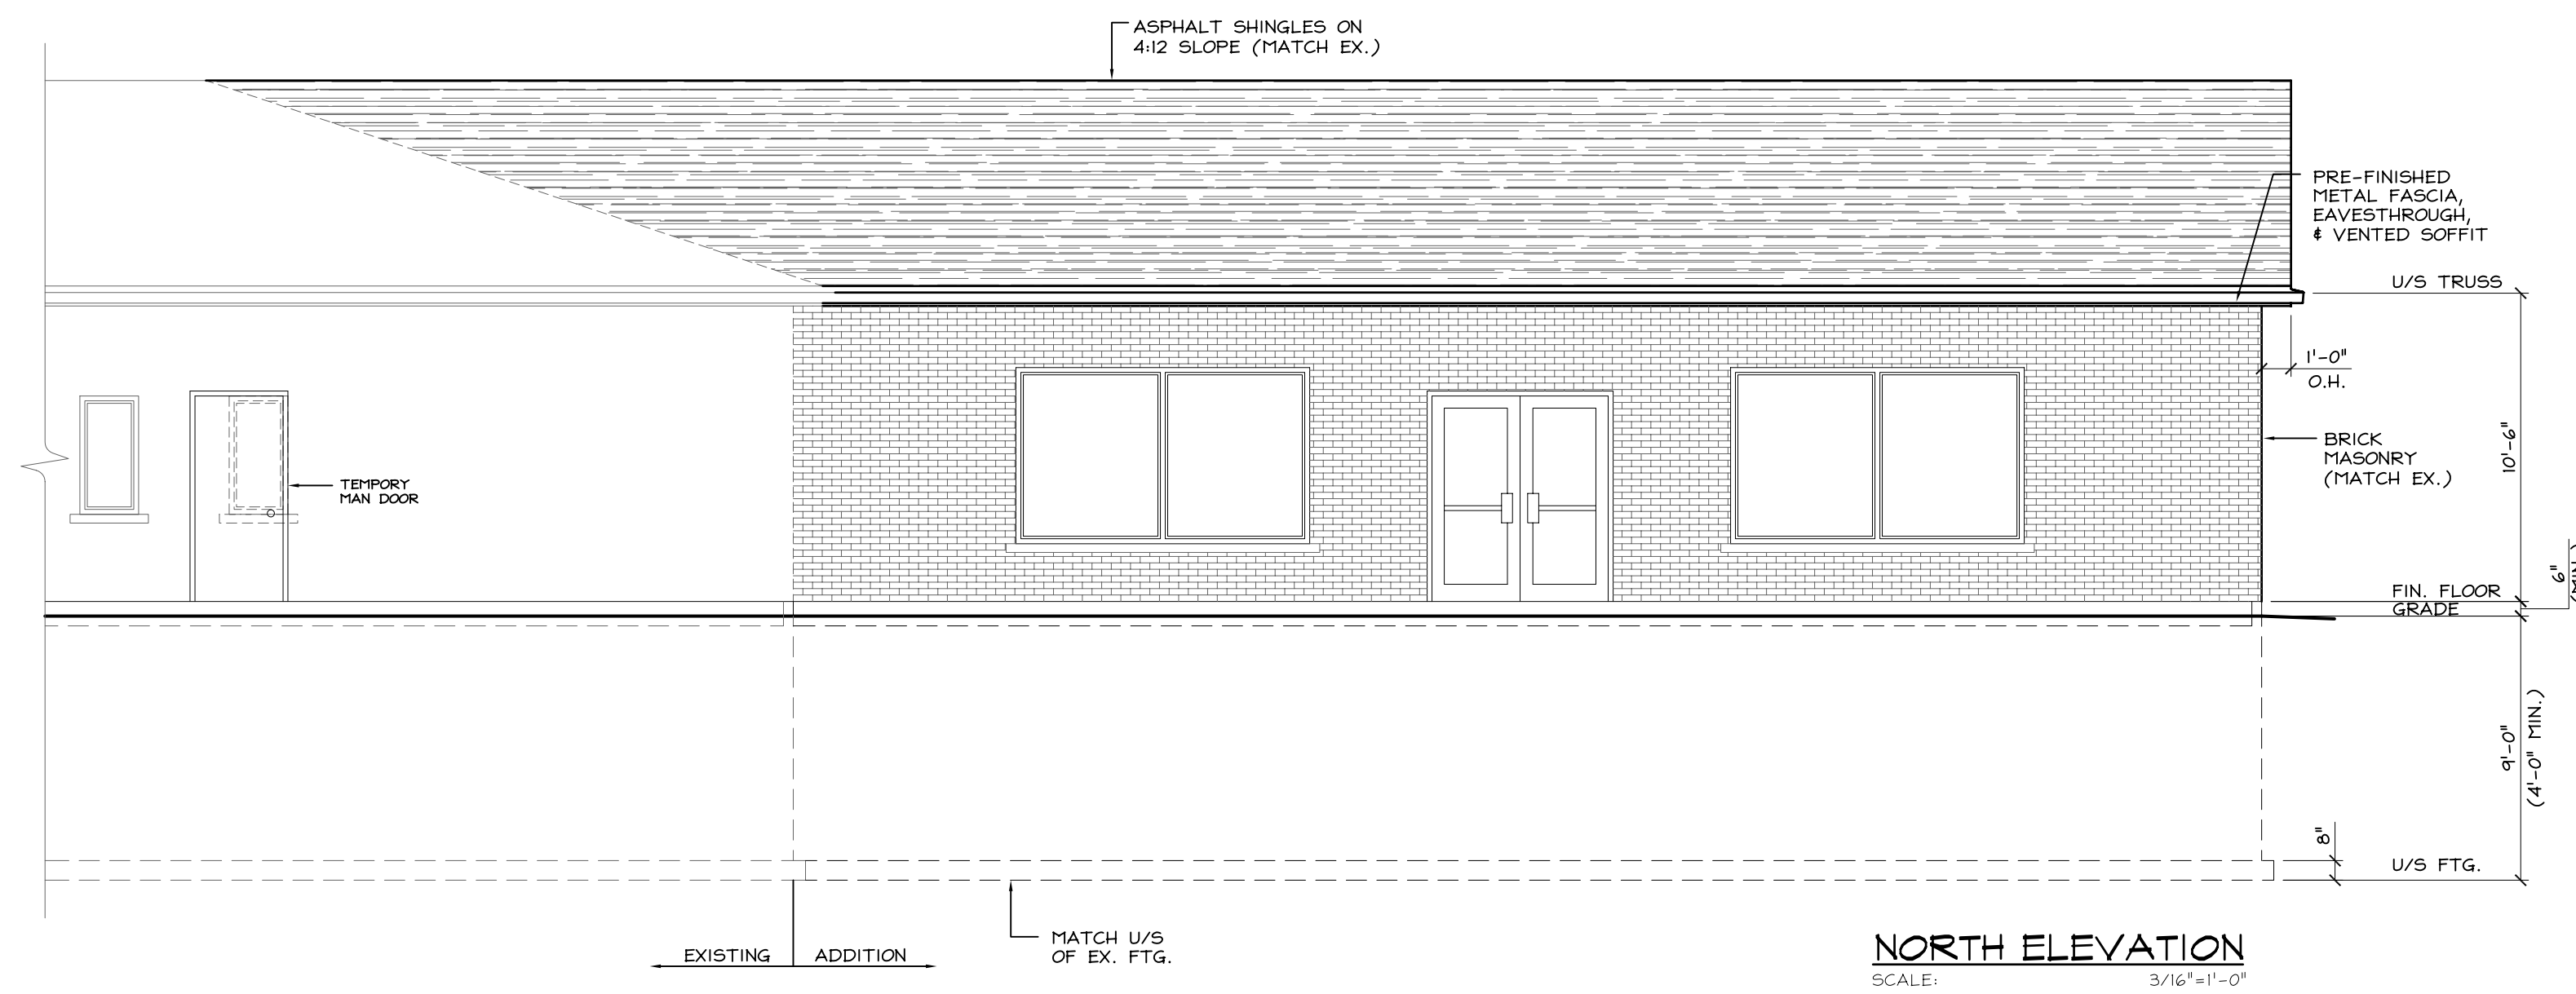 ASPHALT SHINGLES ON
4:12 SLOPE (MATCH EX.)
PRE-FINISHED
METAL FASCIA,
EAVESTHROUGH,
& VENTED SOFFIT
U/S TRUSS
1'-0"
O.H.
BRICK
MASONRY
(MATCH EX.)
10'-6"
TEMPORY
MAN DOOR
6"
FIN. FLOOR
GRADE
9'-0"
(4'-0" MIN.)
8"
U/S FTG.
MATCH U/S
OF EX. FTG.
EXISTING ADDITION
NORTH ELEVATION
SCALE: 3/16"=1'-0"